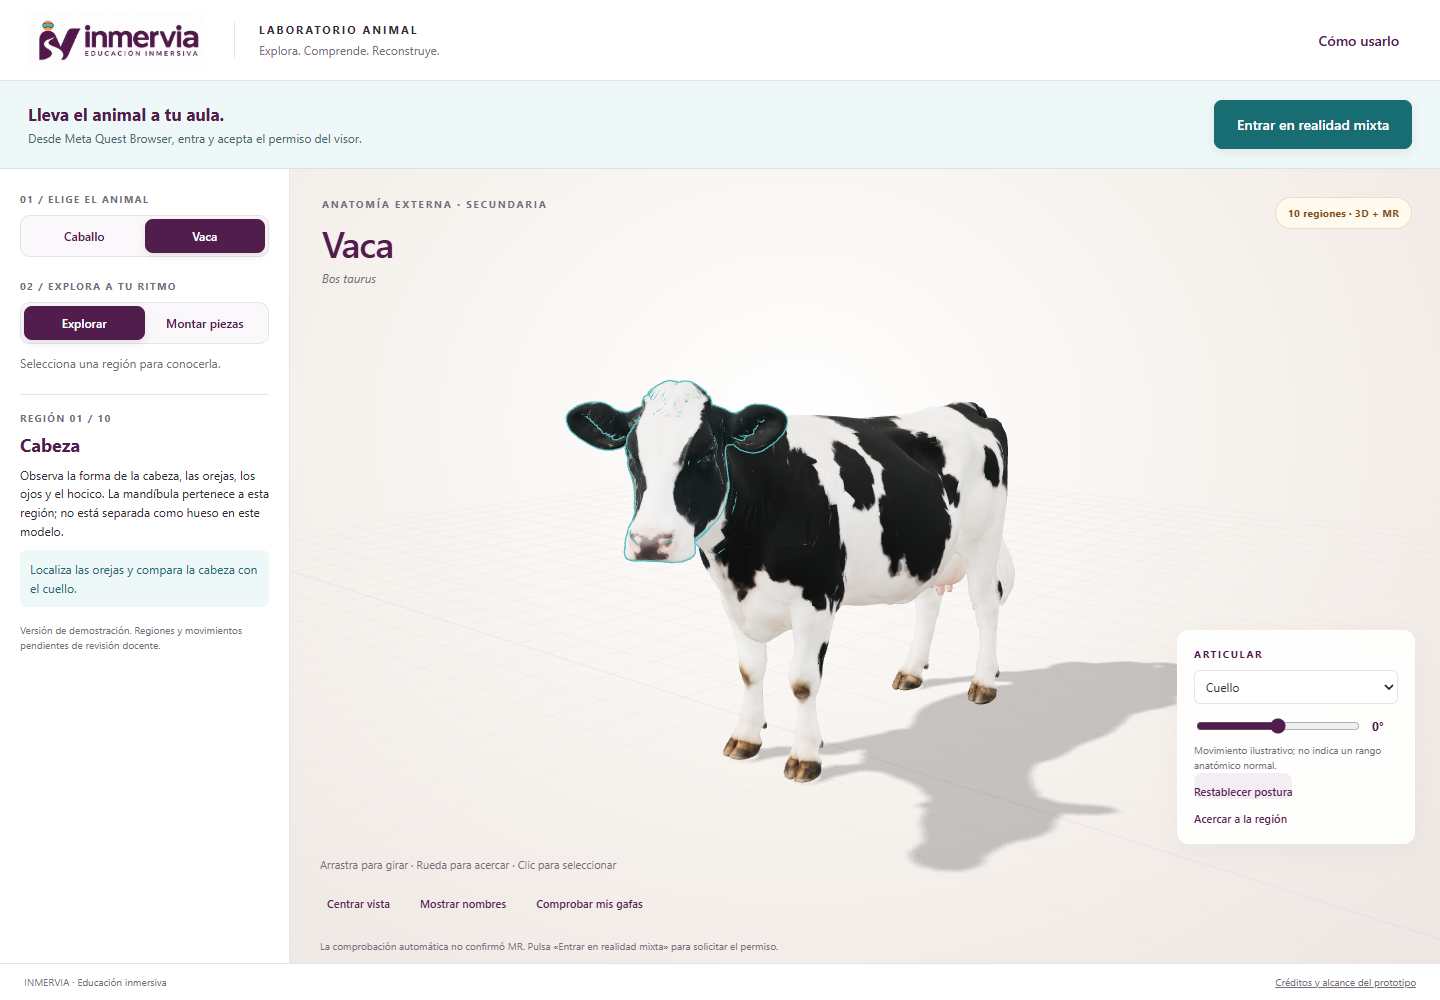 inmervia
EDUCACIÓN INMERSIVA
LABORATORIO ANIMAL
Explora. Comprende. Reconstruye.
Cómo usarlo
Lleva el animal a tu aula.
Desde Meta Quest Browser, entra y acepta el permiso del visor.
Entrar en realidad mixta
01 / ELIGE EL ANIMAL
Caballo
Vaca
02 / EXPLORA A TU RITMO
Explorar
Montar piezas
Selecciona una región para conocerla.
REGIÓN 01 / 10
Cabeza
Observa la forma de la cabeza, las orejas, los
ojos y el hocico. La mandíbula pertenece a esta
región; no está separada como hueso en este
modelo.
Localiza las orejas y compara la cabeza con
el cuello.
Versión de demostración. Regiones y movimientos
pendientes de revisión docente.
ANATOMÍA EXTERNA · SECUNDARIA
Vaca
Bos taurus
10 regiones · 3D + MR
ARTICULAR
Cuello
0°
Movimiento ilustrativo; no indica un rango
anatómico normal.
Restablecer postura
Acercar a la región
Arrastra para girar · Rueda para acercar · Clic para seleccionar
Centrar vista
Mostrar nombres
Comprobar mis gafas
La comprobación automática no confirmó MR. Pulsa «Entrar en realidad mixta» para solicitar el permiso.
INMERVIA · Educación inmersiva
Créditos y alcance del prototipo